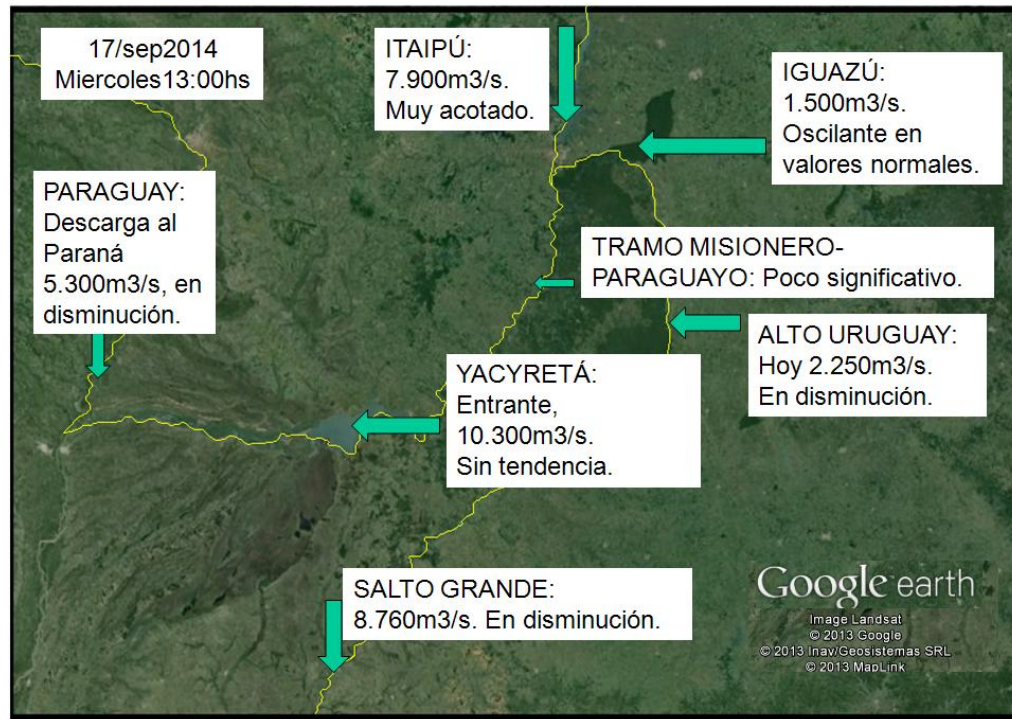 17/sep2014
Miercoles13:00hs
ITAIPÚ:
7.900m3/s.
Muy acotado.
IGUAZÚ:
1.500m3/s.
Oscilante en
valores normales.
PARAGUAY:
Descarga al
Paraná
5.300m3/s, en
disminución.
TRAMO MISIONERO-
PARAGUAYO: Poco significativo.
ALTO URUGUAY:
Hoy 2.250m3/s.
En disminución.
YACYRETÁ:
Entrante,
10.300m3/s.
Sin tendencia.
SALTO GRANDE:
8.760m3/s. En disminución.
Google earth
Image Landsat
© 2013 Google
© 2013 Inav/Geosistemas SRL
© 2013 MapLink